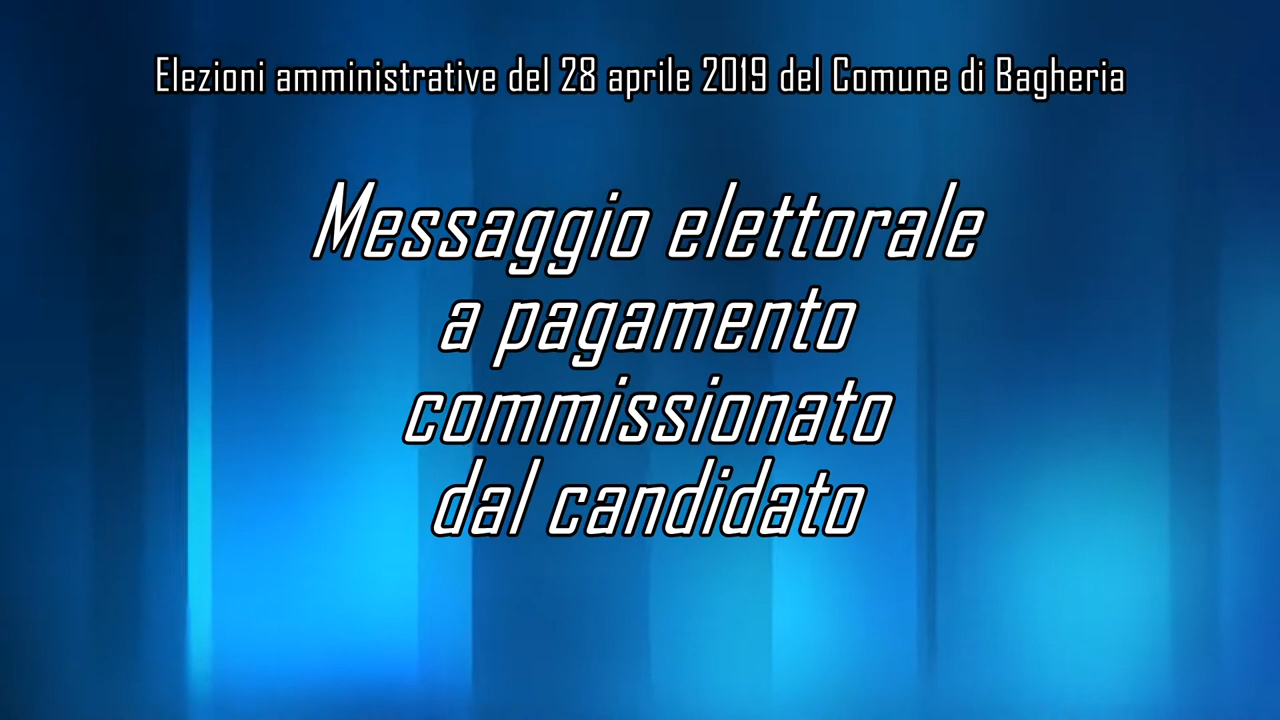 Elezioni amministrative del 28 aprile 2019 del Comune di Bagheria
Messaggio elettorale
a pagamento
commissionato
dal candidato